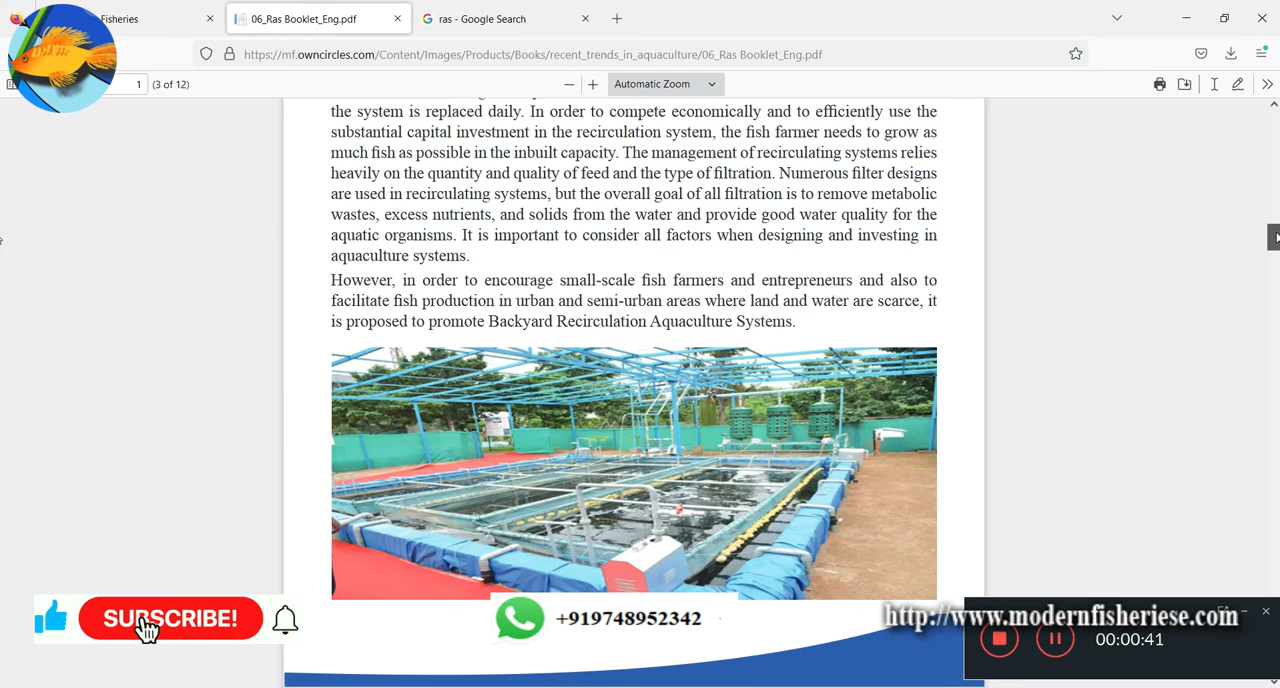 Fisheries
06_Ras Booklet_Eng.pdf
ras - Google Search
https://mf.owncircles.com/Content/Images/Products/Books/recent_trends_in_aquaculture/06_Ras Booklet_Eng.pdf
1 (3 of 12)
Automatic Zoom
the system is replaced daily. In order to compete economically and to efficiently use the
substantial capital investment in the recirculation system, the fish farmer needs to grow as
much fish as possible in the inbuilt capacity. The management of recirculating systems relies
heavily on the quantity and quality of feed and the type of filtration. Numerous filter designs
are used in recirculating systems, but the overall goal of all filtration is to remove metabolic
wastes, excess nutrients, and solids from the water and provide good water quality for the
aquatic organisms. It is important to consider all factors when designing and investing in
aquaculture systems.
However, in order to encourage small-scale fish farmers and entrepreneurs and also to
facilitate fish production in urban and semi-urban areas where land and water are scarce, it
is proposed to promote Backyard Recirculation Aquaculture Systems.
SUBSCRIBE!
+919748952342
http://www.modernfisheriese.com
00:00:41